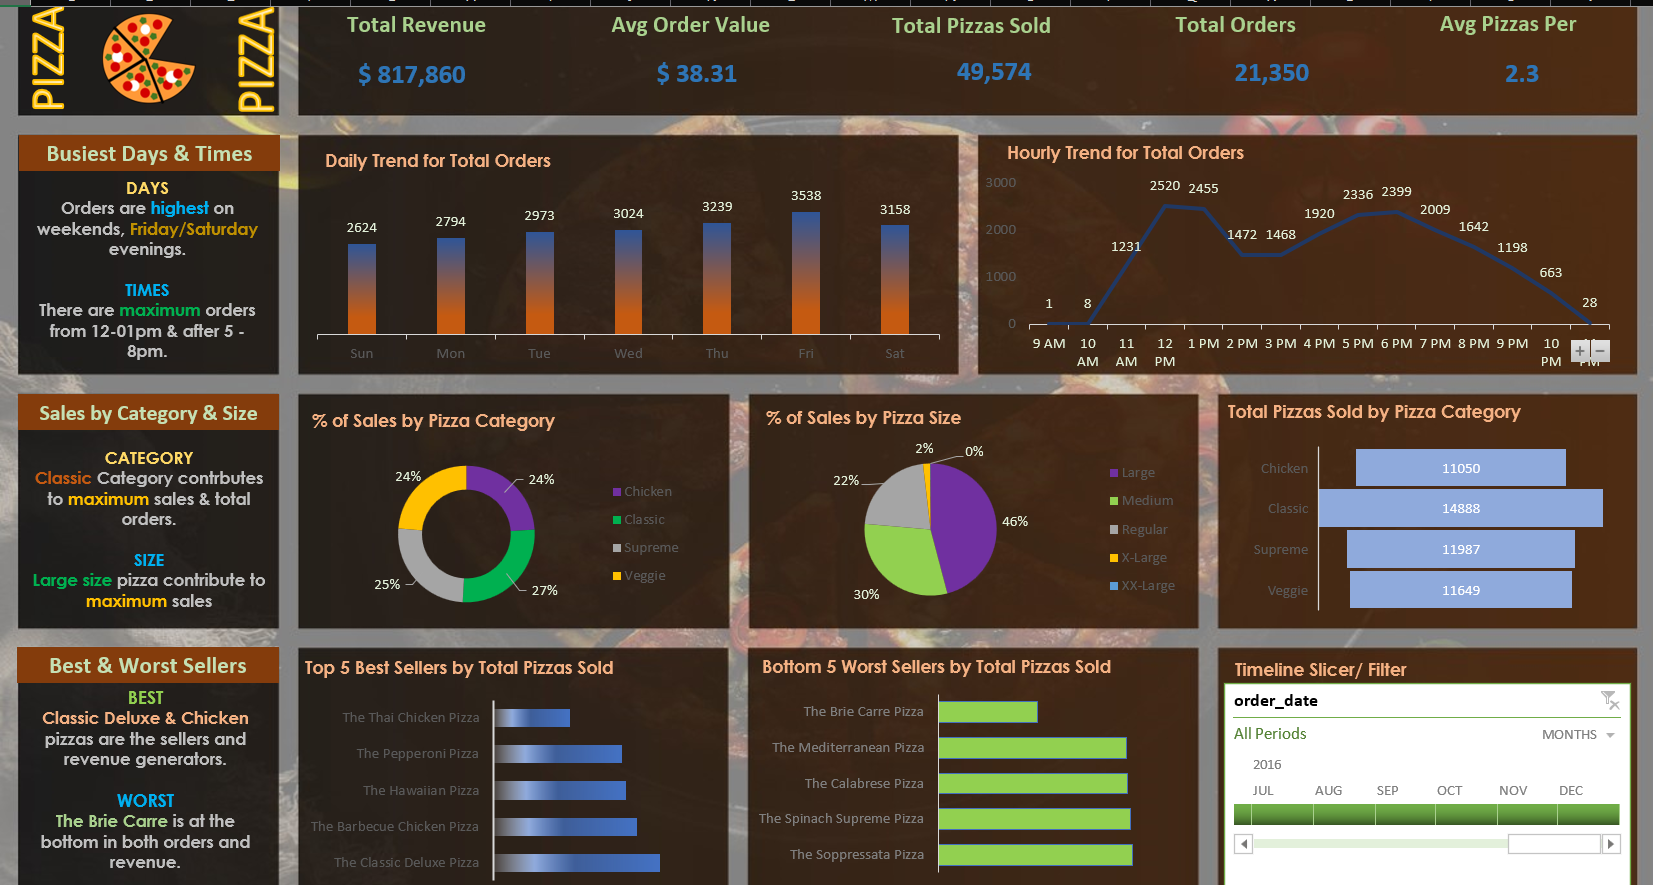 PIZZA
PIZZA
Total Revenue
Avg Order Value
Total Pizzas Sold
Total Orders
Avg Pizzas Per
$ 817,860
$ 38.31
49,574
21,350
2.3
Busiest Days & Times
DAYS
Orders are highest on
weekends, Friday/Saturday
evenings.
TIMES
There are maximum orders
from 12-01pm & after 5 -
8pm.
Daily Trend for Total Orders
2624
2794
2973
3024
3239
3538
3158
Sun
Mon
Tue
Wed
Thu
Fri
Sat
Hourly Trend for Total Orders
3000
2000
1000
0
1
8
1231
2520
2455
1472
1468
1920
2336
2399
2009
1642
1198
663
28
9 AM
10 AM
11 AM
12 PM
1 PM
2 PM
3 PM
4 PM
5 PM
6 PM
7 PM
8 PM
9 PM
10 PM
PM
+ −
Sales by Category & Size
CATEGORY
Classic Category contrbutes
to maximum sales & total
orders.
SIZE
Large size pizza contribute to
maximum sales
% of Sales by Pizza Category
24%
24%
25%
27%
Chicken
Classic
Supreme
Veggie
% of Sales by Pizza Size
2%
0%
22%
46%
30%
Large
Medium
Regular
X-Large
XX-Large
Total Pizzas Sold by Pizza Category
Chicken
11050
Classic
14888
Supreme
11987
Veggie
11649
Best & Worst Sellers
BEST
Classic Deluxe & Chicken
pizzas are the sellers and
revenue generators.
WORST
The Brie Carre is at the
bottom in both orders and
revenue.
Top 5 Best Sellers by Total Pizzas Sold
The Thai Chicken Pizza
The Pepperoni Pizza
The Hawaiian Pizza
The Barbecue Chicken Pizza
The Classic Deluxe Pizza
Bottom 5 Worst Sellers by Total Pizzas Sold
The Brie Carre Pizza
The Mediterranean Pizza
The Calabrese Pizza
The Spinach Supreme Pizza
The Soppressata Pizza
Timeline Slicer/ Filter
order_date
All Periods
MONTHS
2016
JUL
AUG
SEP
OCT
NOV
DEC